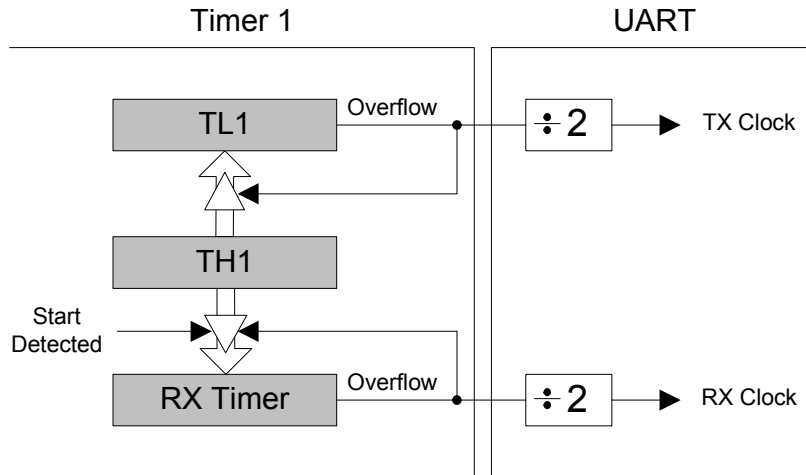 Timer 1
UART
TL1
Overflow
÷ 2
TX Clock
TH1
Start
Detected
RX Timer
Overflow
÷ 2
RX Clock